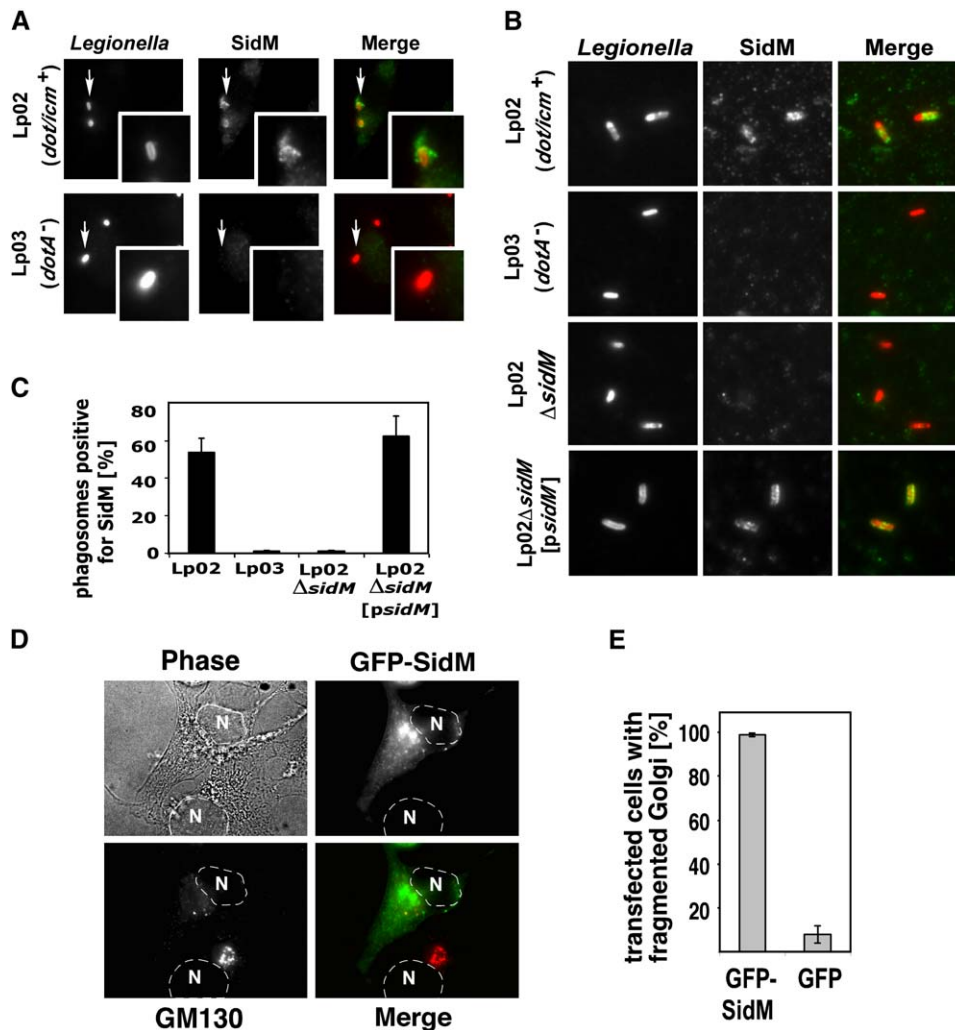 A
Legionella SidM Merge
Lp02
(dot/icm+)
Lp03
(dotA-)
B
Legionella SidM Merge
Lp02
(dot/icm+)
Lp03
(dotA-)
Lp02
ΔsidM
Lp02ΔsidM
[psidM]
C
phagosomes positive
for SidM [%]
80
60
40
20
0
Lp02 Lp03 Lp02 Lp02
ΔsidM ΔsidM
[psidM]
D
Phase GFP-SidM
N
N
N
N
N
N
N
N
GM130 Merge
E
transfected cells with
fragmented Golgi [%]
100
80
60
40
20
GFP- GFP
SidM